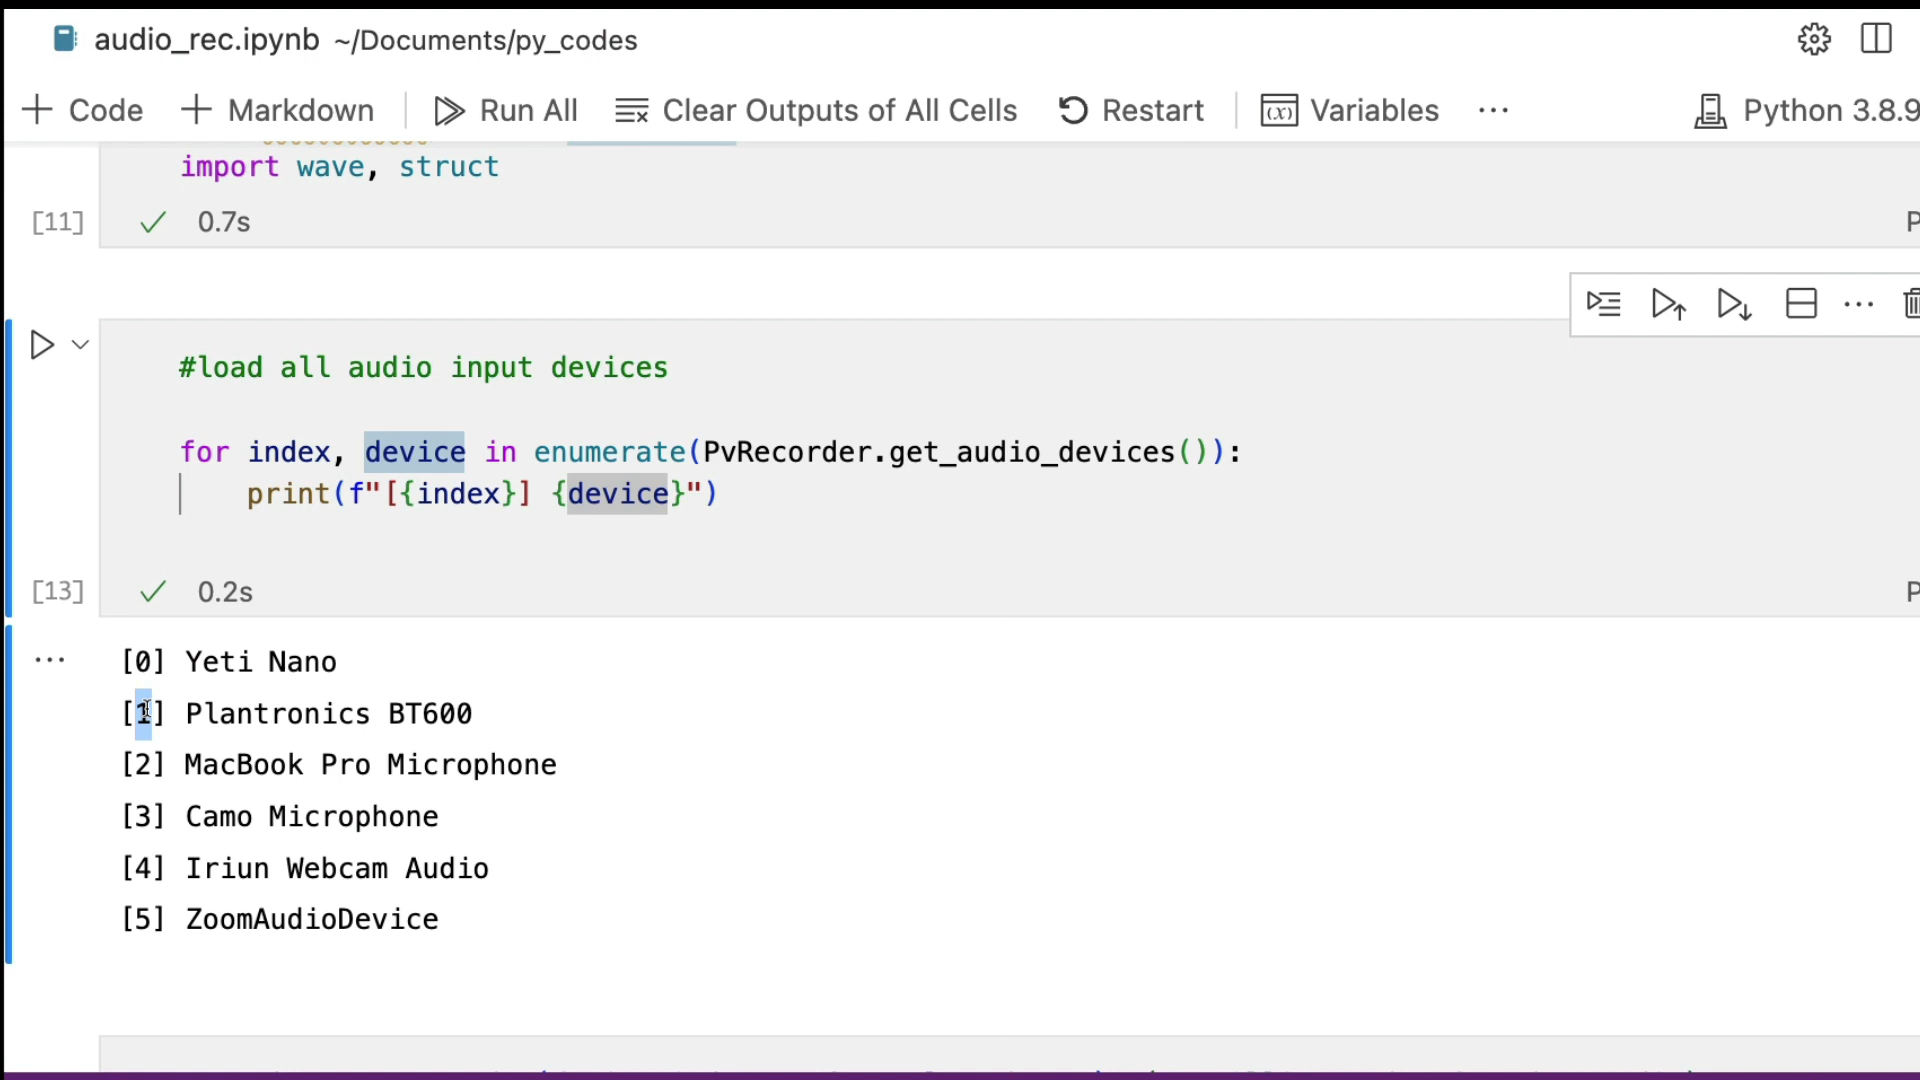 audio_rec.ipynb ~/Documents/py_codes
Code Markdown Run All Clear Outputs of All Cells Restart (x) Variables ··· Python 3.8.9
import wave, struct
[11] ✓ 0.7s
#load all audio input devices
for index, device in enumerate(PvRecorder.get_audio_devices()):
print(f"[{index}] {device}")
[13] ✓ 0.2s
[0] Yeti Nano
[1] Plantronics BT600
[2] MacBook Pro Microphone
[3] Camo Microphone
[4] Iriun Webcam Audio
[5] ZoomAudioDevice